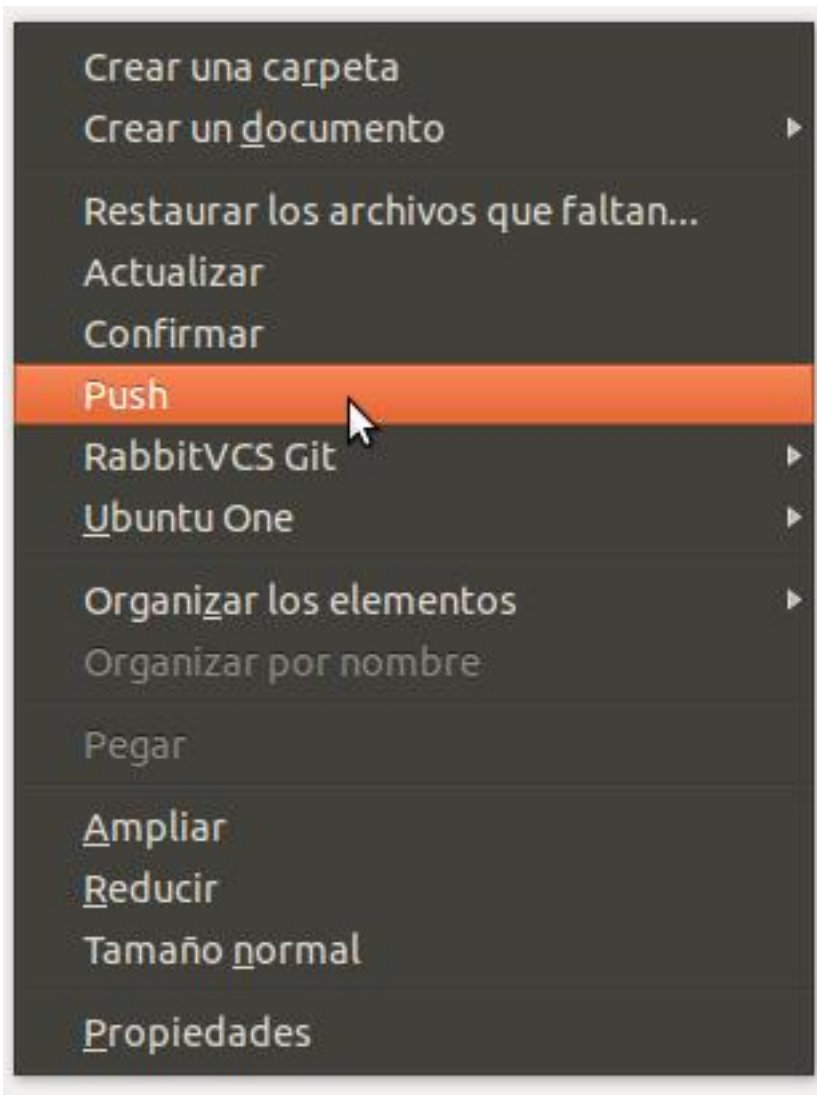 Crear una carpeta
Crear un documento
Restaurar los archivos que faltan...
Actualizar
Confirmar
Push
RabbitVCS Git
Ubuntu One
Organizar los elementos
Organizar por nombre
Pegar
Ampliar
Reducir
Tamaño normal
Propiedades